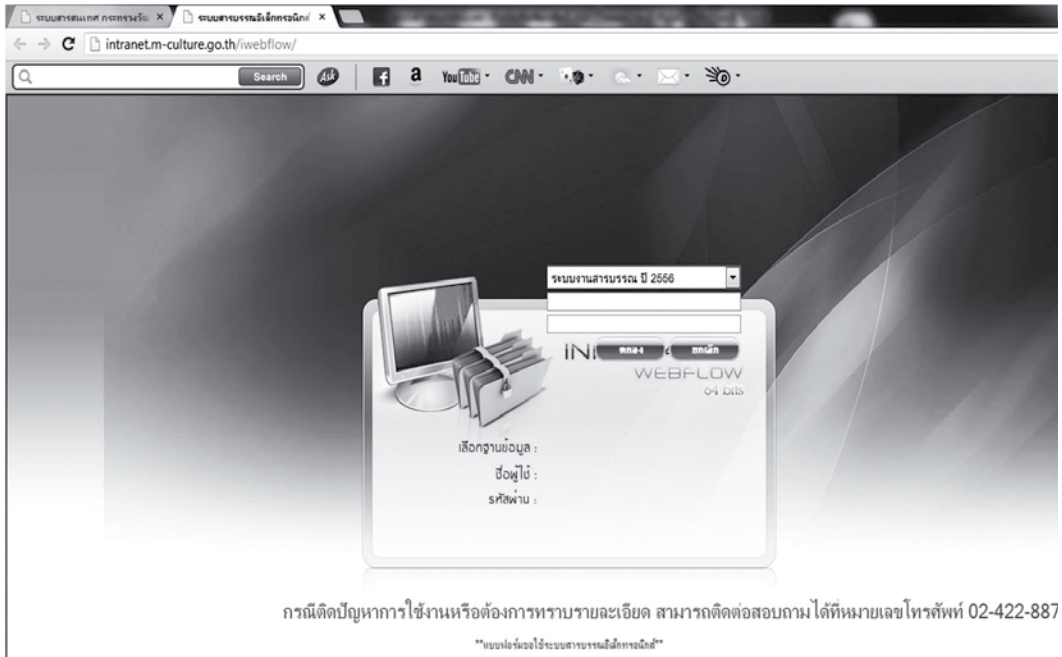 ระบบสารสนเทศ กระทรวงวัฒ ×
ระบบสารบรรณอิเล็กทรอนิกส์ ×
intranet.m-culture.go.th/iwebflow/
Search
Ask
f
a
YouTube
CNN
D
ระบบงานสารบรรณ ปี 2556
ตกลง
ยกเลิก
WEBFLOW
64 bits
เลือกฐานข้อมูล :
ชื่อผู้ใช้ :
รหัสผ่าน :
กรณีติดปัญหาการใช้งานหรือต้องการทราบรายละเอียด สามารถติดต่อสอบถามได้ที่หมายเลขโทรศัพท์ 02-422-887
**แบบฟอร์มขอใช้ระบบสารบรรณอิเล็กทรอนิกส์**